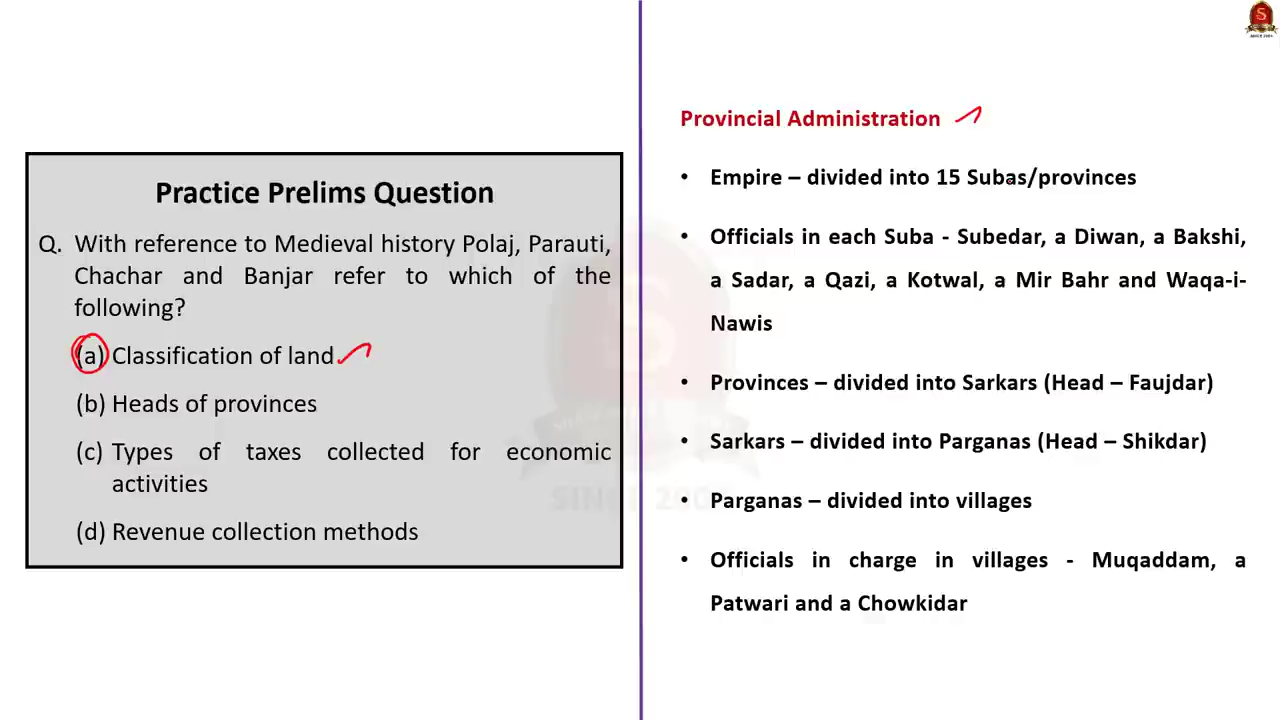 Practice Prelims Question
Q. With reference to Medieval history Polaj, Parauti,
Chachar and Banjar refer to which of the
following?
(a) Classification of land
(b) Heads of provinces
(c) Types of taxes collected for economic
activities
(d) Revenue collection methods
Provincial Administration
• Empire – divided into 15 Subas/provinces
• Officials in each Suba - Subedar, a Diwan, a Bakshi,
a Sadar, a Qazi, a Kotwal, a Mir Bahr and Waqa-i-
Nawis
• Provinces – divided into Sarkars (Head – Faujdar)
• Sarkars – divided into Parganas (Head – Shikdar)
• Parganas – divided into villages
• Officials in charge in villages - Muqaddam, a
Patwari and a Chowkidar